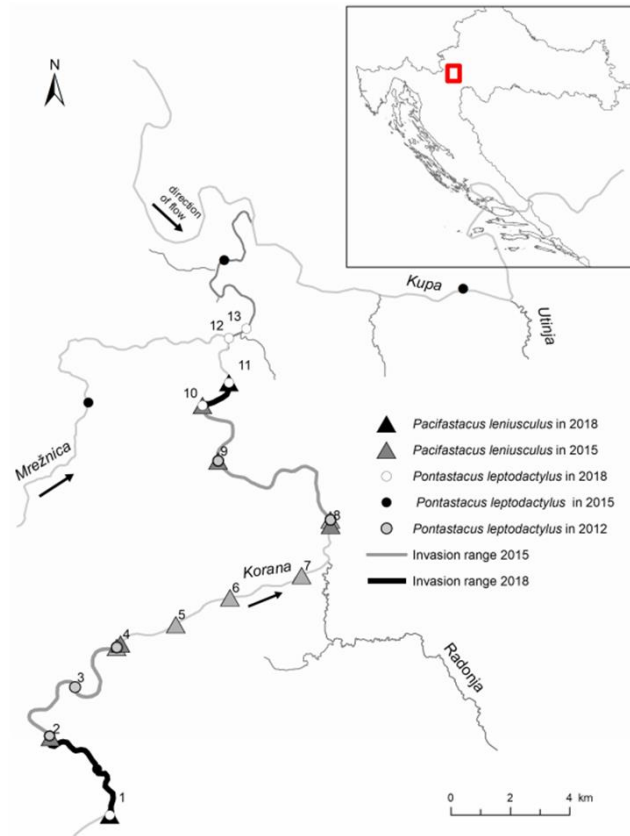 N
direction
of flow
Kupa
Utinja
13
12
11
10
Mrežnica
9
8
Korana
7
6
5
4
3
2
1
Radonja
Pacifastacus leniusculus in 2018
Pacifastacus leniusculus in 2015
Pontastacus leptodactylus in 2018
Pontastacus leptodactylus in 2015
Pontastacus leptodactylus in 2012
Invasion range 2015
Invasion range 2018
0 2 4 km